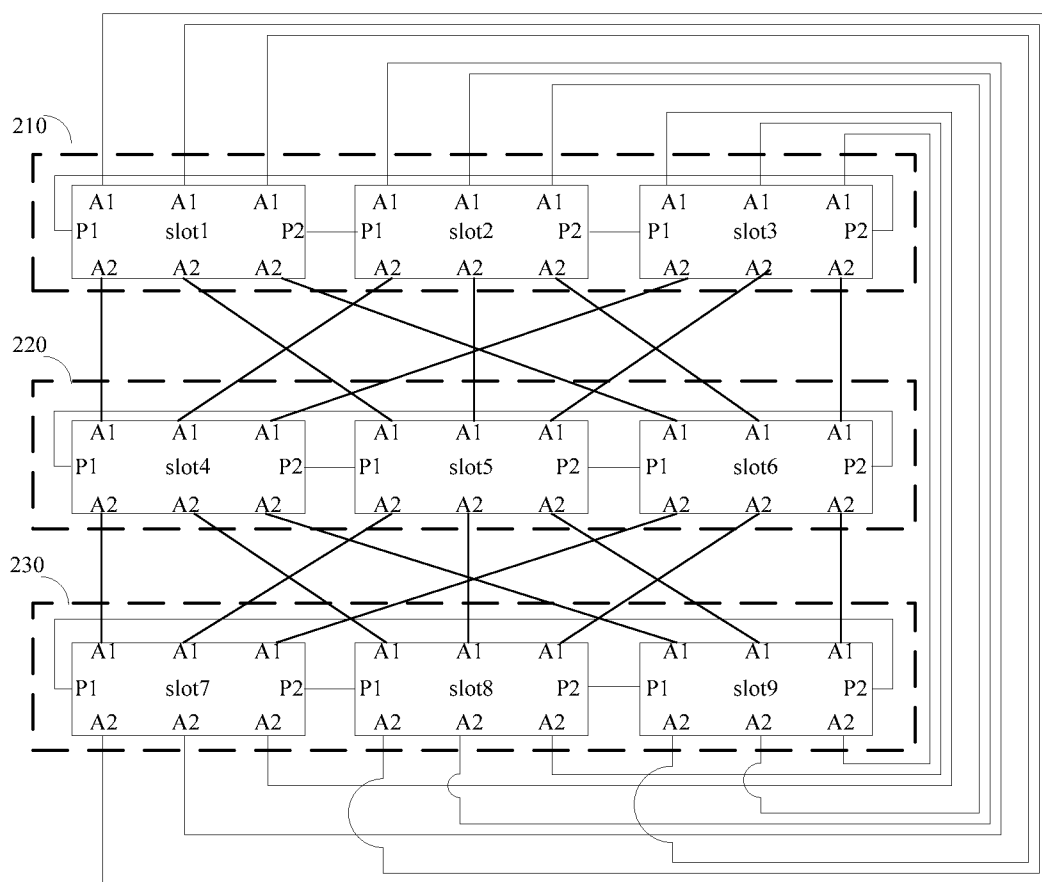 210
A1 A1 A1 A1 A1 A1 A1 A1 A1
P1 slot1 P2 P1 slot2 P2 P1 slot3 P2
A2 A2 A2 A2 A2 A2 A2 A2 A2
220
A1 A1 A1 A1 A1 A1 A1 A1 A1
P1 slot4 P2 P1 slot5 P2 P1 slot6 P2
A2 A2 A2 A2 A2 A2 A2 A2 A2
230
A1 A1 A1 A1 A1 A1 A1 A1 A1
P1 slot7 P2 P1 slot8 P2 P1 slot9 P2
A2 A2 A2 A2 A2 A2 A2 A2 A2